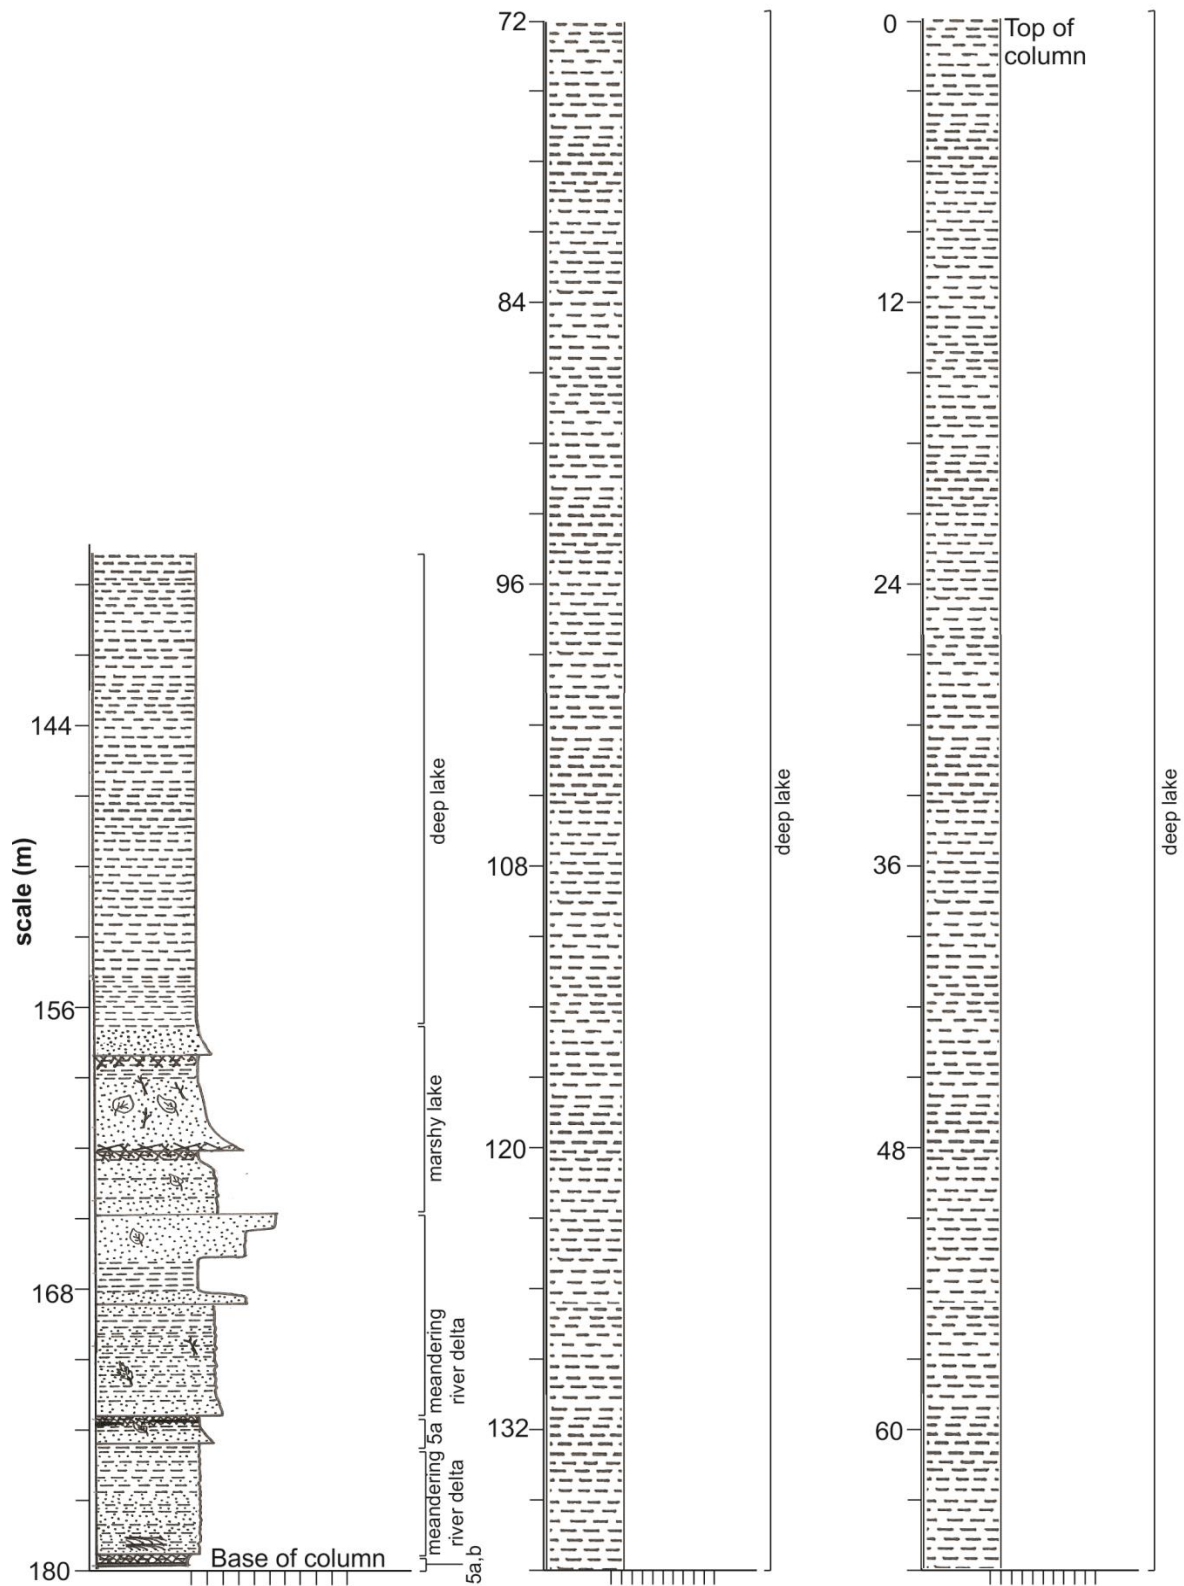 scale (m)
144
156
168
180
Base of column
deep lake
marshy lake
meandering
river delta
5a
meandering
river delta
5a,b
72
84
96
108
120
132
deep lake
0
Top of
column
12
24
36
48
60
deep lake